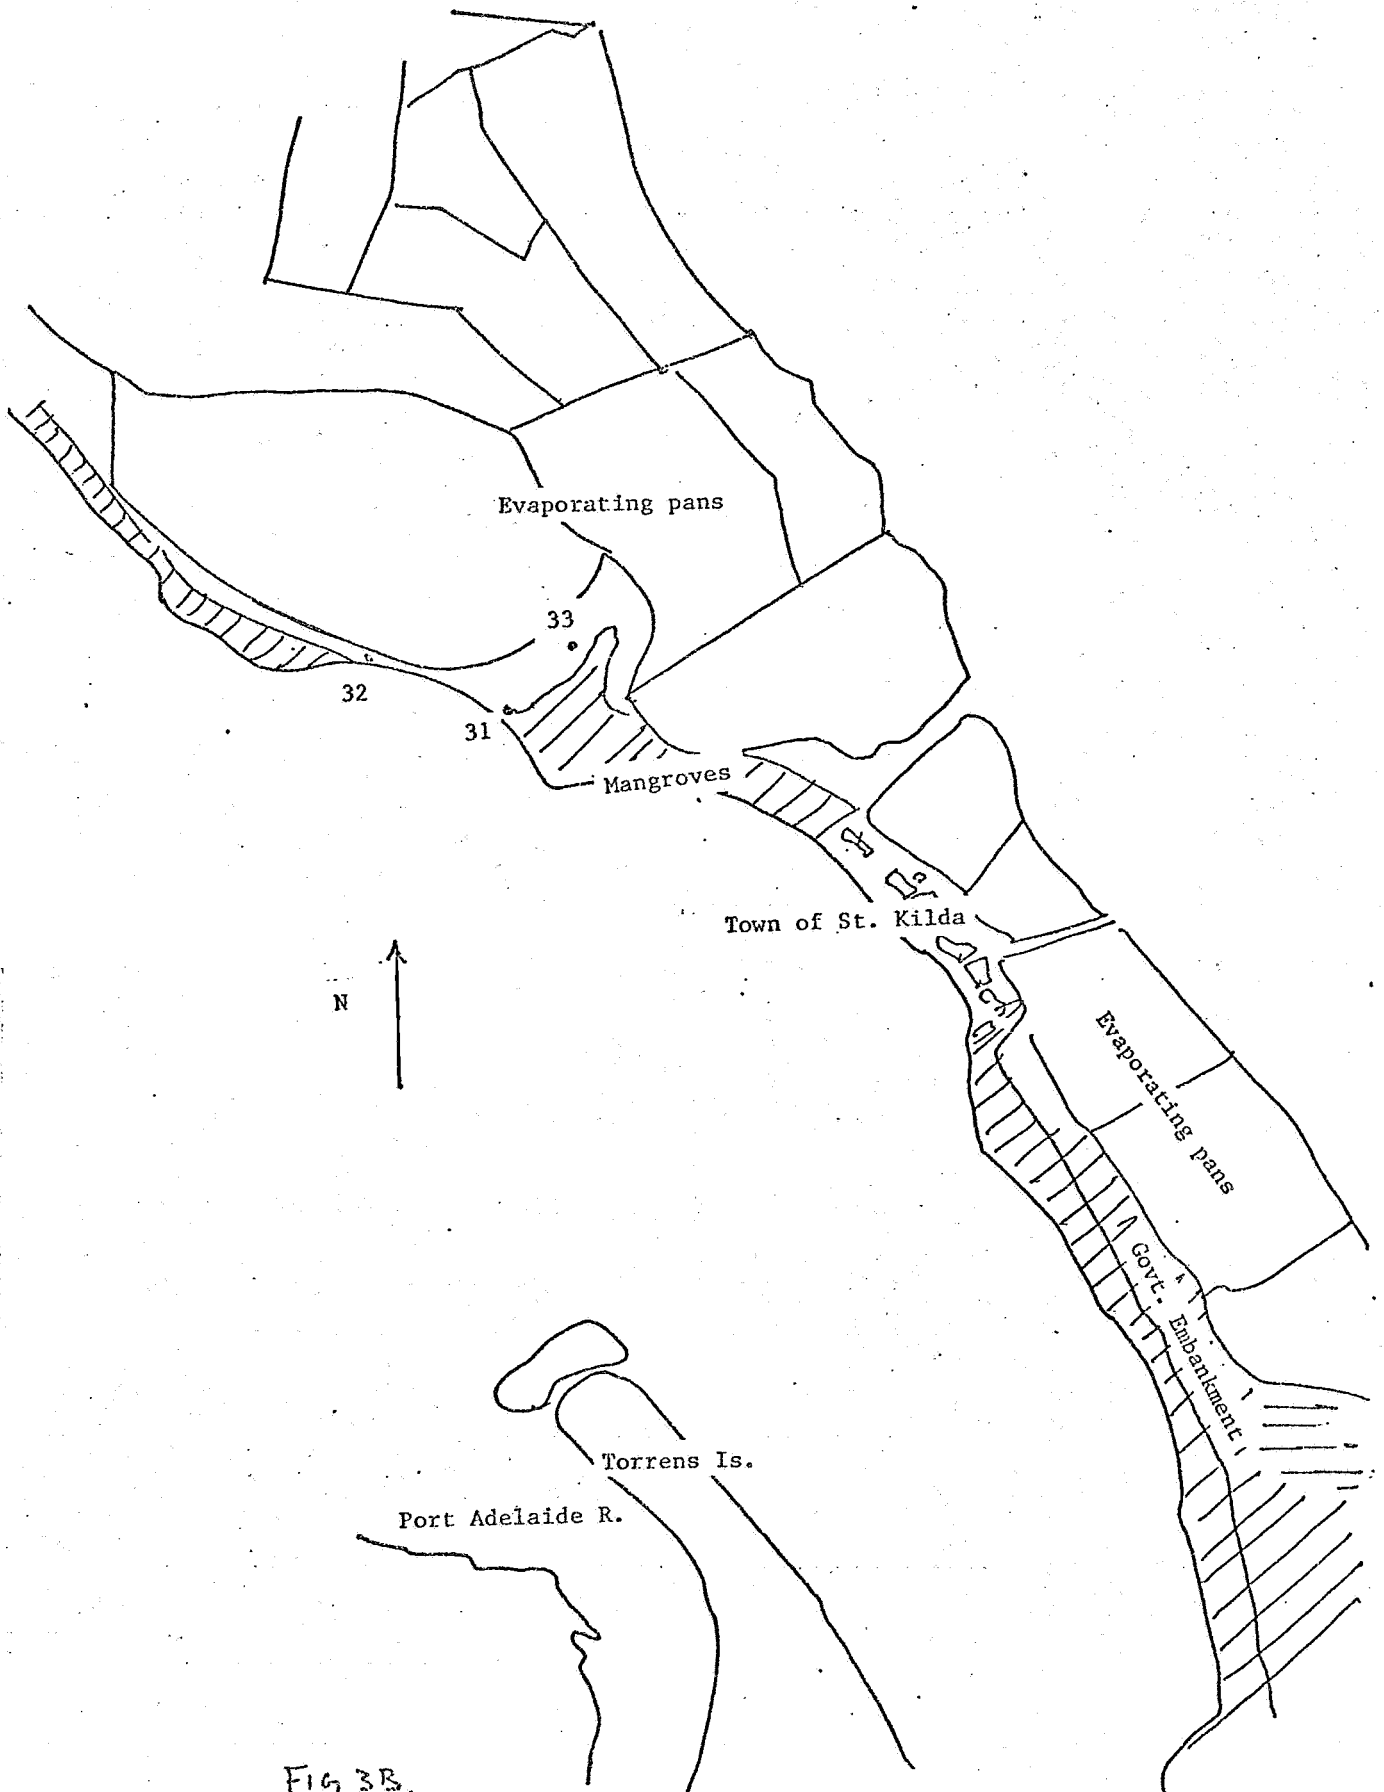 Evaporating pans
33
32
31
Mangroves
Town of St. Kilda
N
Evaporating pans
Govt. Embankment
Torrens Is.
Port Adelaide R.
FIG 3B.